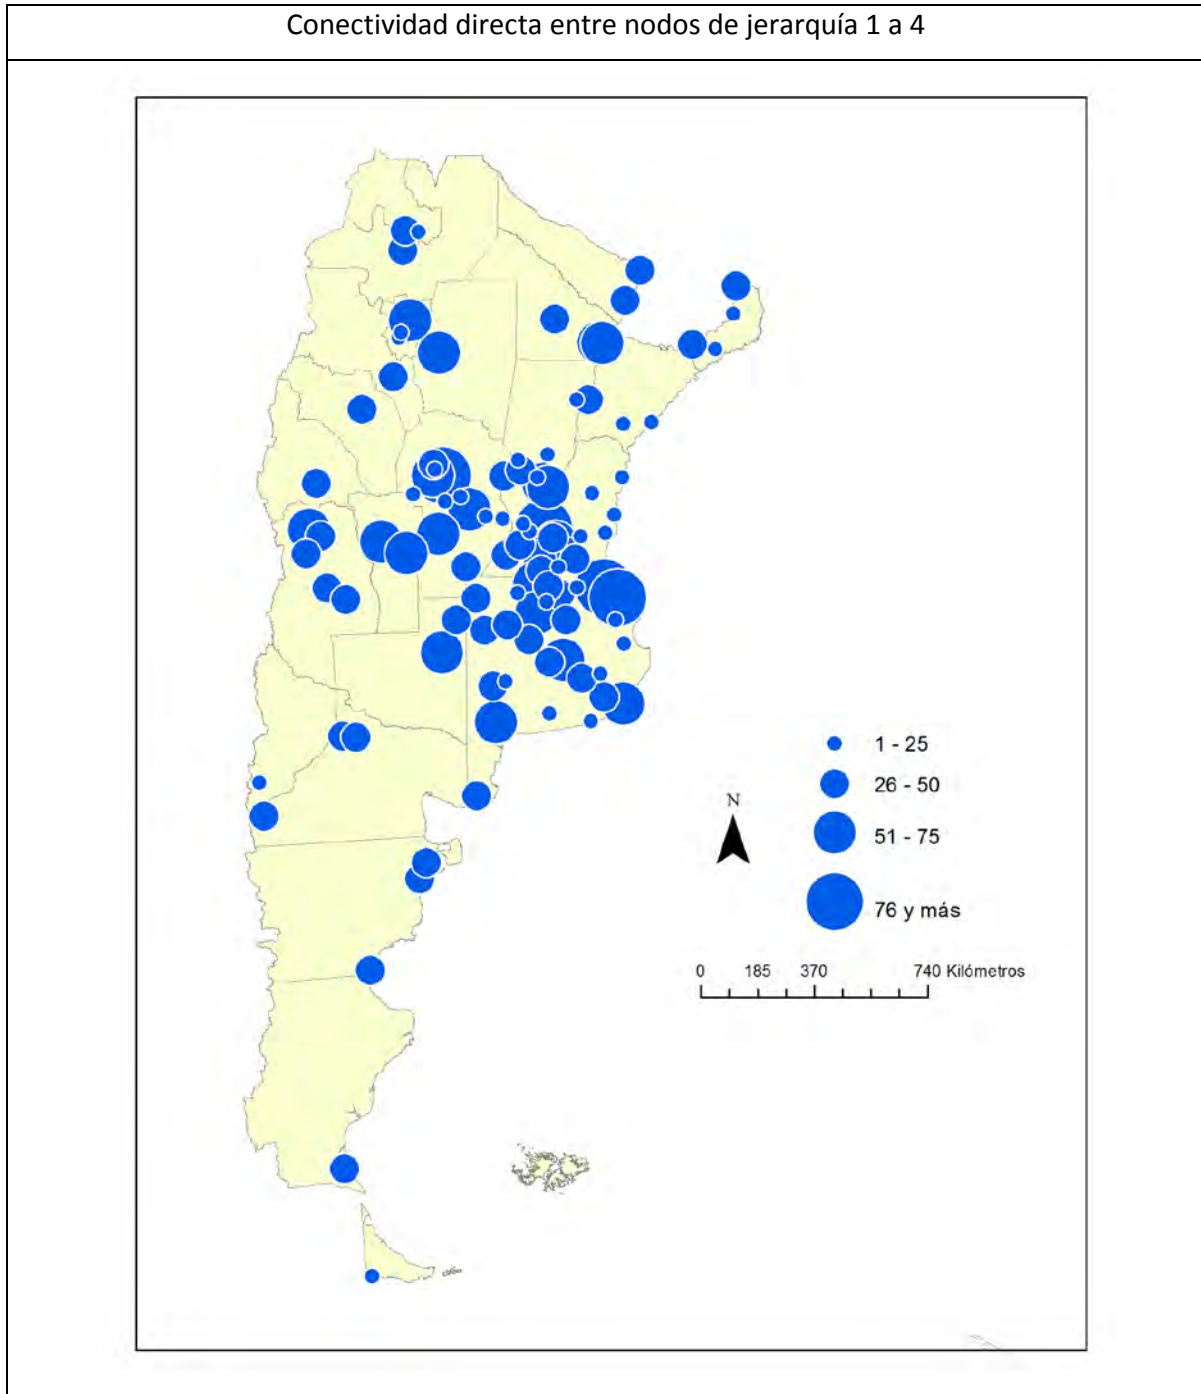 Conectividad directa entre nodos de jerarquía 1 a 4
1 - 25
26 - 50
N
51 - 75
76 y más
0 185 370 740 Kilómetros